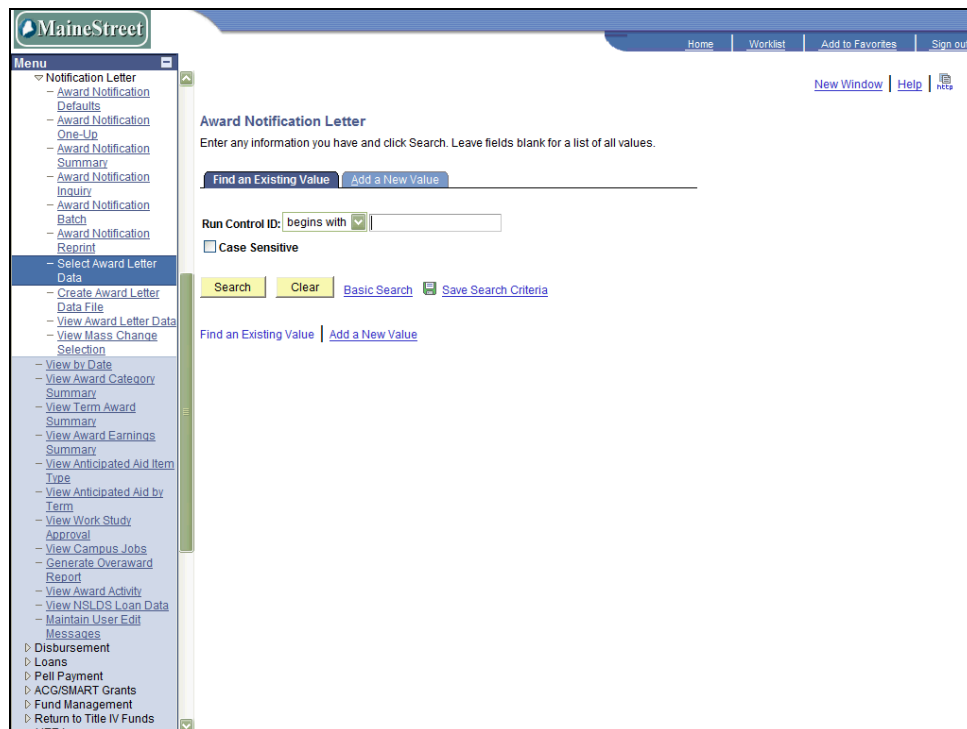 MaineStreet
Home
Worklist
Add to Favorites
Sign out
Menu
Notification Letter
Award Notification
Defaults
Award Notification
One-Up
Award Notification
Summary
Award Notification
Inquiry
Award Notification
Batch
Award Notification
Reprint
Select Award Letter
Data
Create Award Letter
Data File
View Award Letter Data
View Mass Change
Selection
View by Date
View Award Category
Summary
View Term Award
Summary
View Award Earnings
Summary
View Anticipated Aid Item
Type
View Anticipated Aid by
Term
View Work Study
Approval
View Campus Jobs
Generate Overaward
Report
View Award Activity
View NSLDS Loan Data
Maintain User Edit
Messages
Disbursement
Loans
Pell Payment
ACG/SMART Grants
Fund Management
Return to Title IV Funds
New Window
Help
http
Award Notification Letter
Enter any information you have and click Search. Leave fields blank for a list of all values.
Find an Existing Value
Add a New Value
Run Control ID: begins with
Case Sensitive
Search
Clear
Basic Search
Save Search Criteria
Find an Existing Value
Add a New Value